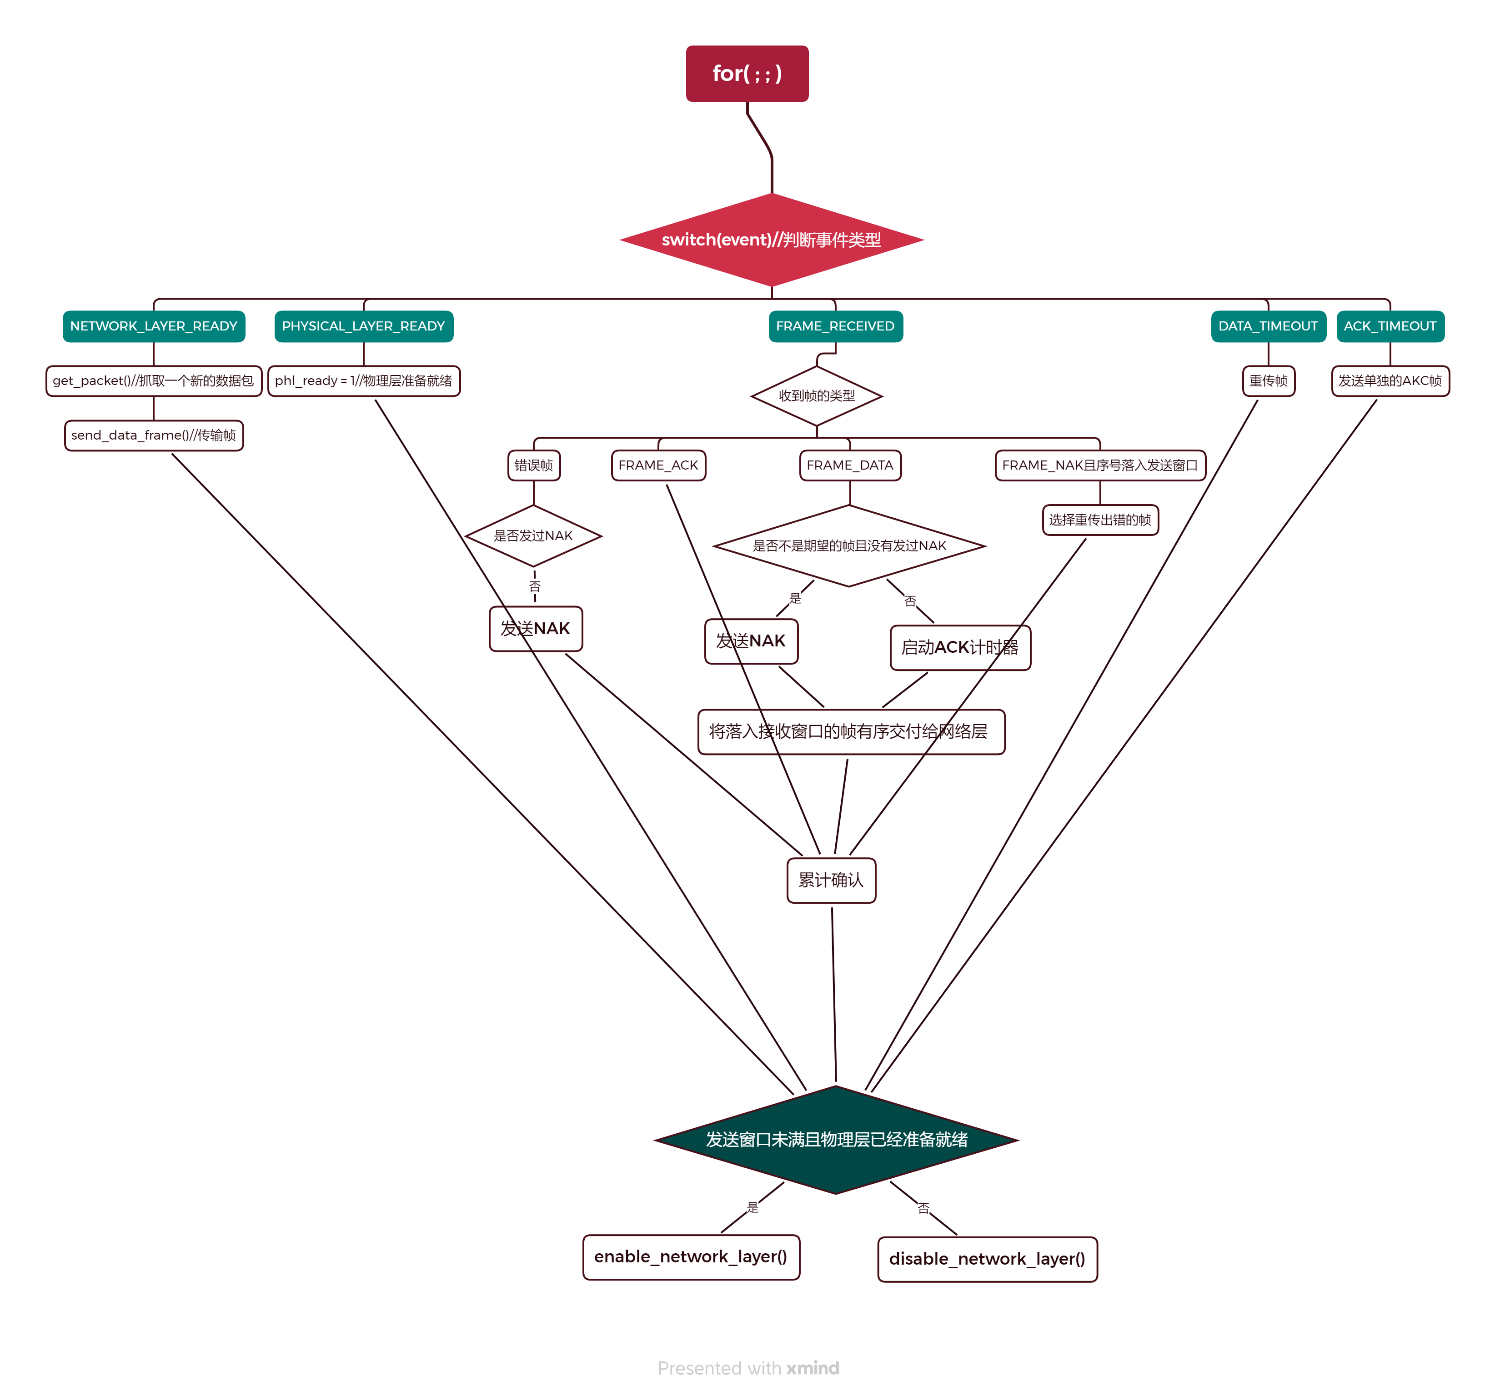 for( ; ; )
switch(event)//判断事件类型
NETWORK_LAYER_READY
PHYSICAL_LAYER_READY
FRAME_RECEIVED
DATA_TIMEOUT
ACK_TIMEOUT
get_packet()//抓取一个新的数据包
phl_ready = 1//物理层准备就绪
收到帧的类型
重传帧
发送单独的AKC帧
send_data_frame()//传输帧
错误帧
FRAME_ACK
FRAME_DATA
FRAME_NAK且序号落入发送窗口
是否发过NAK
是否不是期望的帧且没有发过NAK
选择重传出错的帧
否
是
否
发送NAK
发送NAK
启动ACK计时器
将落入接收窗口的帧有序交付给网络层
累计确认
发送窗口未满且物理层已经准备就绪
是
否
enable_network_layer()
disable_network_layer()
Presented with xmind